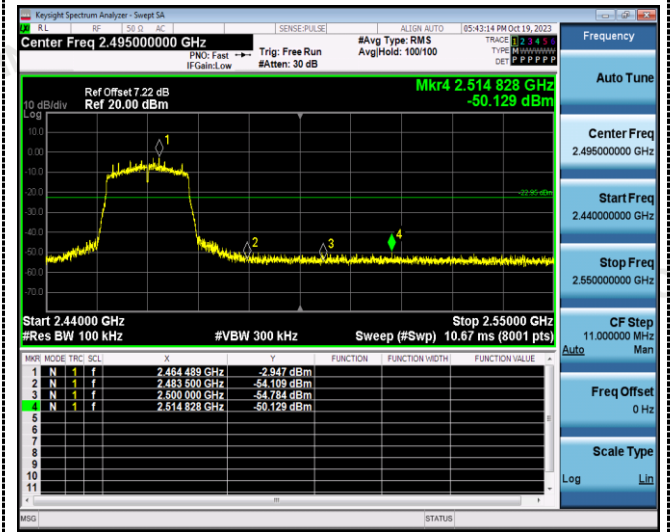 Keysight Spectrum Analyzer - Swept SA
RL RF 50 Ω AC SENSE:PULSE ALIGN AUTO 05:43:14 PM Oct 19, 2023
Center Freq 2.495000000 GHz
PNO: Fast
IFGain:Low
Trig: Free Run
#Atten: 30 dB
#Avg Type: RMS
Avg|Hold: 100/100
TRACE 1 2 3 4 5 6
TYPE M W W W W W
DET P P P P P P
Ref Offset 7.22 dB
10 dB/div Ref 20.00 dBm
Log
Mkr4 2.514 828 GHz
-50.129 dBm
10.0
0.00
-10.0
-20.0
-30.0
-40.0
-50.0
-60.0
-70.0
1
2
3
4
-22.95 dBm
Start 2.44000 GHz Stop 2.55000 GHz
#Res BW 100 kHz #VBW 300 kHz Sweep (#Swp) 10.67 ms (8001 pts)
MKR MODE TRC SCL X Y FUNCTION FUNCTION WIDTH FUNCTION VALUE
1 N 1 f 2.464 489 GHz -2.947 dBm
2 N 1 f 2.483 500 GHz -54.109 dBm
3 N 1 f 2.500 000 GHz -54.784 dBm
4 N 1 f 2.514 828 GHz -50.129 dBm
5
6
7
8
9
10
11
MSG STATUS
Frequency
Auto Tune
Center Freq
2.495000000 GHz
Start Freq
2.440000000 GHz
Stop Freq
2.550000000 GHz
CF Step
11.000000 MHz
Auto Man
Freq Offset
0 Hz
Scale Type
Log Lin